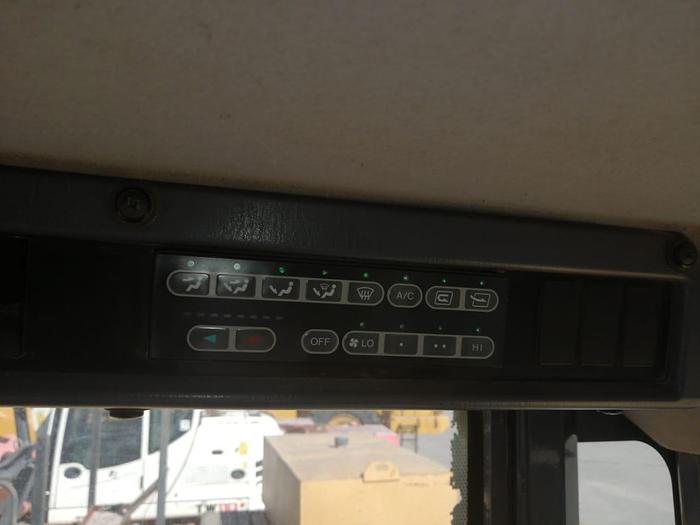 A/C
OFF LO • •• HI